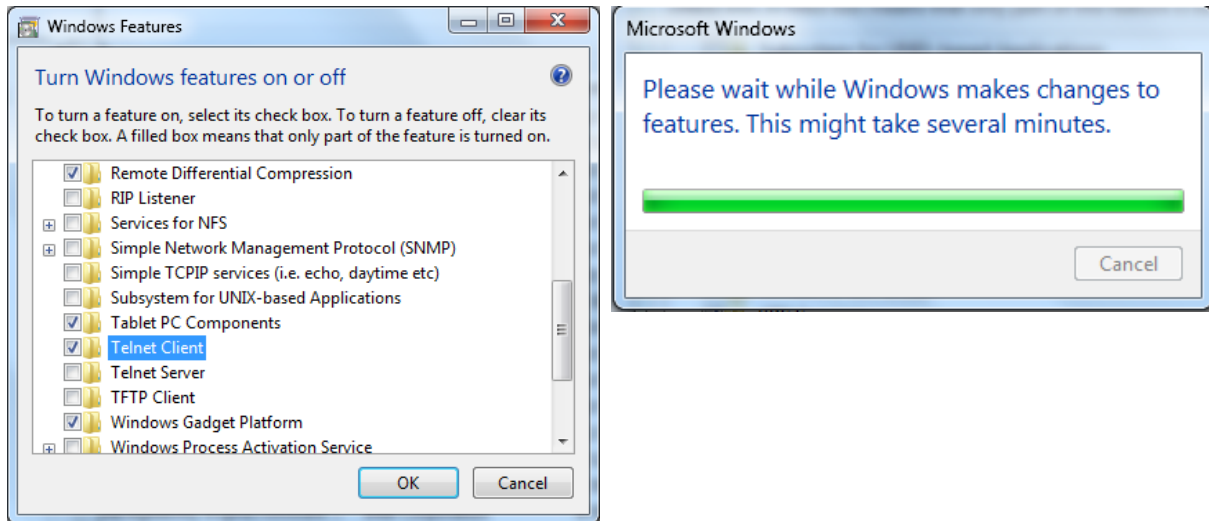 Windows Features
Turn Windows features on or off
To turn a feature on, select its check box. To turn a feature off, clear its
check box. A filled box means that only part of the feature is turned on.
Remote Differential Compression
RIP Listener
Services for NFS
Simple Network Management Protocol (SNMP)
Simple TCPIP services (i.e. echo, daytime etc)
Subsystem for UNIX-based Applications
Tablet PC Components
Telnet Client
Telnet Server
TFTP Client
Windows Gadget Platform
Windows Process Activation Service
OK
Cancel
Microsoft Windows
Please wait while Windows makes changes to
features. This might take several minutes.
Cancel